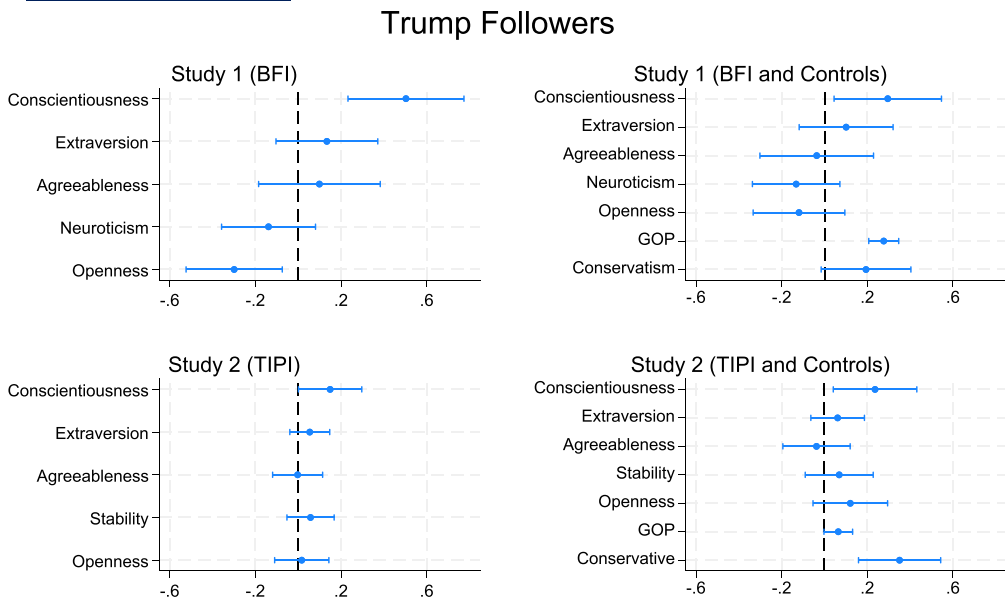 Trump Followers
Study 1 (BFI)
Conscientiousness
Extraversion
Agreeableness
Neuroticism
Openness
-.6 -.2 .2 .6
Study 1 (BFI and Controls)
Conscientiousness
Extraversion
Agreeableness
Neuroticism
Openness
GOP
Conservatism
-.6 -.2 .2 .6
Study 2 (TIPI)
Conscientiousness
Extraversion
Agreeableness
Stability
Openness
-.6 -.2 .2 .6
Study 2 (TIPI and Controls)
Conscientiousness
Extraversion
Agreeableness
Stability
Openness
GOP
Conservative
-.6 -.2 .2 .6